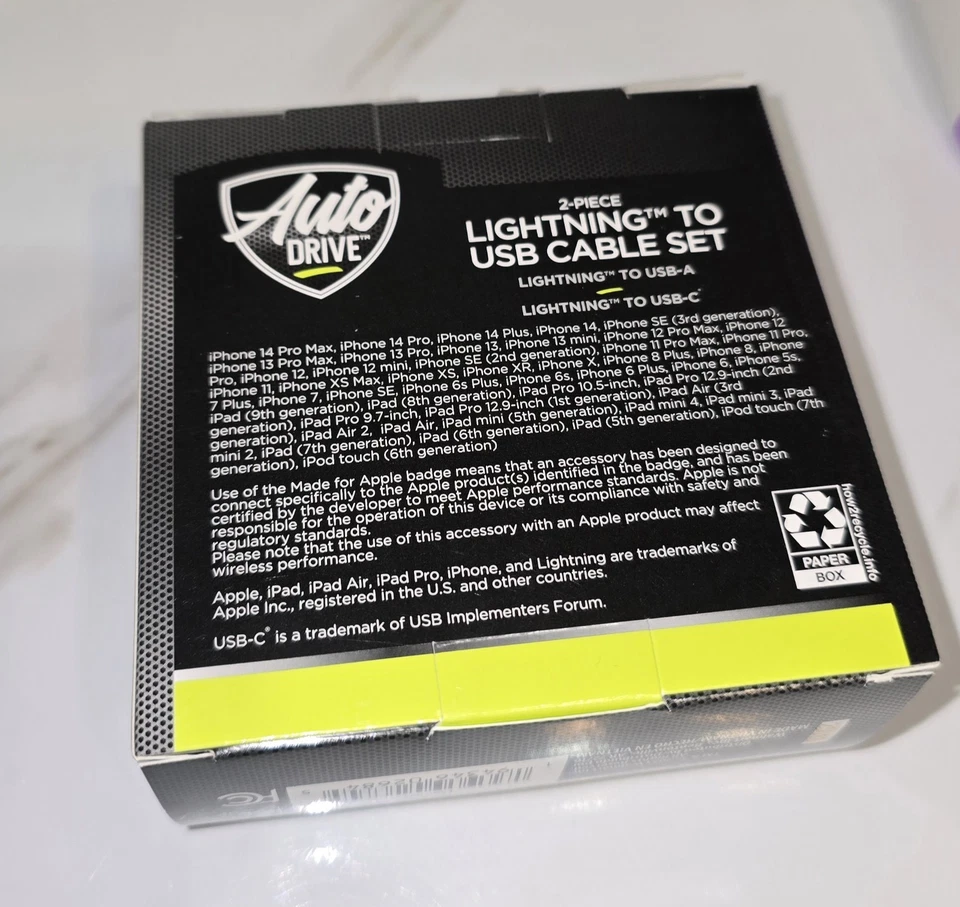 Auto
DRIVE™
2-PIECE
LIGHTNING™ TO
USB CABLE SET
LIGHTNING™ TO USB-A
LIGHTNING™ TO USB-C®
iPhone 14 Pro Max, iPhone 14 Pro, iPhone 14 Plus, iPhone 14, iPhone SE (3rd generation),
iPhone 13 Pro Max, iPhone 13 Pro, iPhone 13, iPhone 13 mini, iPhone 12 Pro Max, iPhone 12
Pro, iPhone 12, iPhone 12 mini, iPhone SE (2nd generation), iPhone 11 Pro Max, iPhone 11 Pro,
iPhone 11, iPhone XS Max, iPhone XS, iPhone XR, iPhone X, iPhone 8 Plus, iPhone 8, iPhone
7 Plus, iPhone 7, iPhone SE, iPhone 6s Plus, iPhone 6s, iPhone 6 Plus, iPhone 6, iPhone 5s,
iPad (9th generation), iPad (8th generation), iPad Pro 10.5-inch, iPad Pro 12.9-inch (2nd
generation), iPad Pro 9.7-inch, iPad Pro 12.9-inch (1st generation), iPad Air (3rd
generation), iPad Air 2, iPad Air, iPad mini (5th generation), iPad mini 4, iPad mini 3, iPad
mini 2, iPad (7th generation), iPad (6th generation), iPad (5th generation), iPod touch (7th
generation), iPod touch (6th generation)
Use of the Made for Apple badge means that an accessory has been designed to
connect specifically to the Apple product(s) identified in the badge, and has been
certified by the developer to meet Apple performance standards. Apple is not
responsible for the operation of this device or its compliance with safety and
regulatory standards.
Please note that the use of this accessory with an Apple product may affect
wireless performance.
Apple, iPad, iPad Air, iPad Pro, iPhone, and Lightning are trademarks of
Apple Inc., registered in the U.S. and other countries.
USB-C® is a trademark of USB Implementers Forum.
how2recycle.info
PAPER
BOX
FC